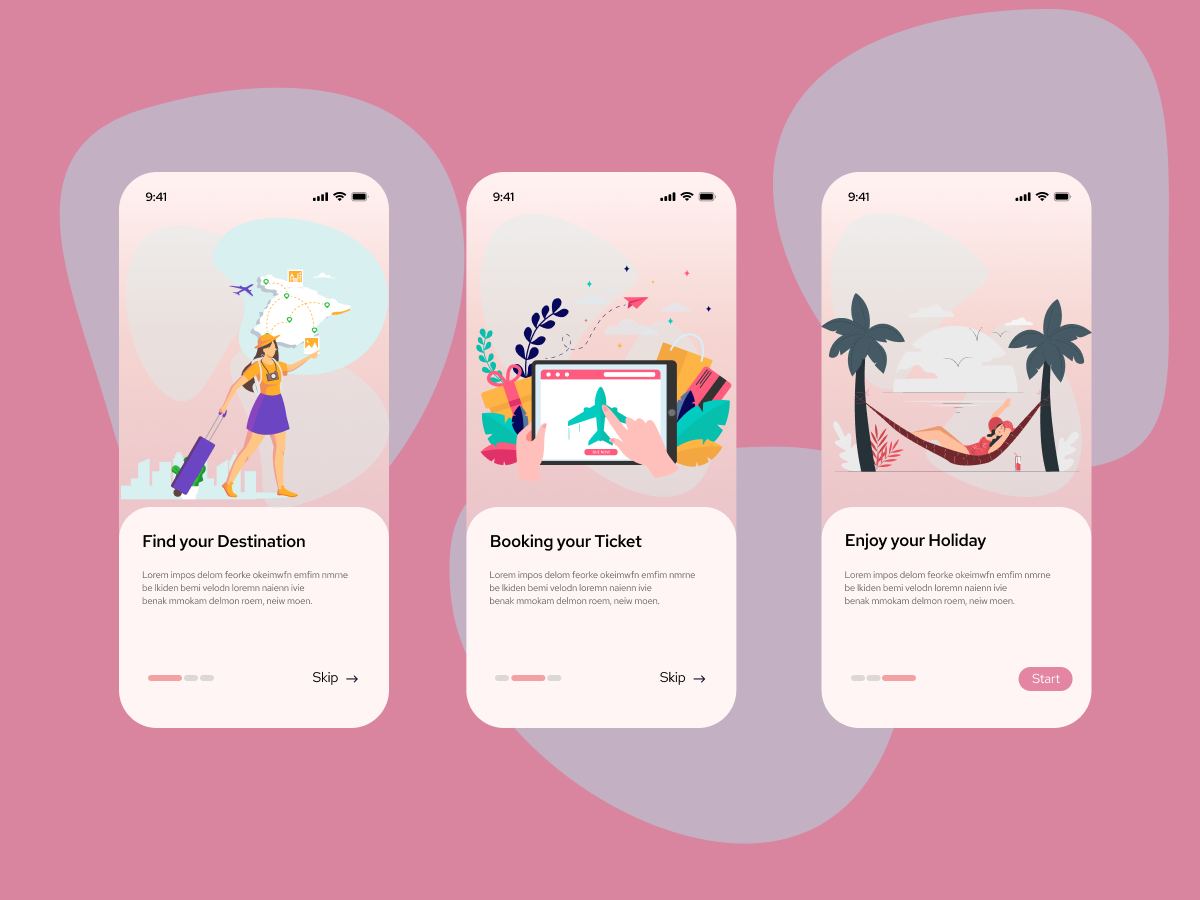 9:41
Find your Destination
Lorem impos delom feorke okeimwfn emfim nmrne
be lkiden bemi velodn loremn naienn ivie
benak mmokam delmon roem, neiw moen.
Skip
9:41
Booking your Ticket
Lorem impos delom feorke okeimwfn emfim nmrne
be lkiden bemi velodn loremn naienn ivie
benak mmokam delmon roem, neiw moen.
Skip
9:41
Enjoy your Holiday
Lorem impos delom feorke okeimwfn emfim nmrne
be lkiden bemi velodn loremn naienn ivie
benak mmokam delmon roem, neiw moen.
Start